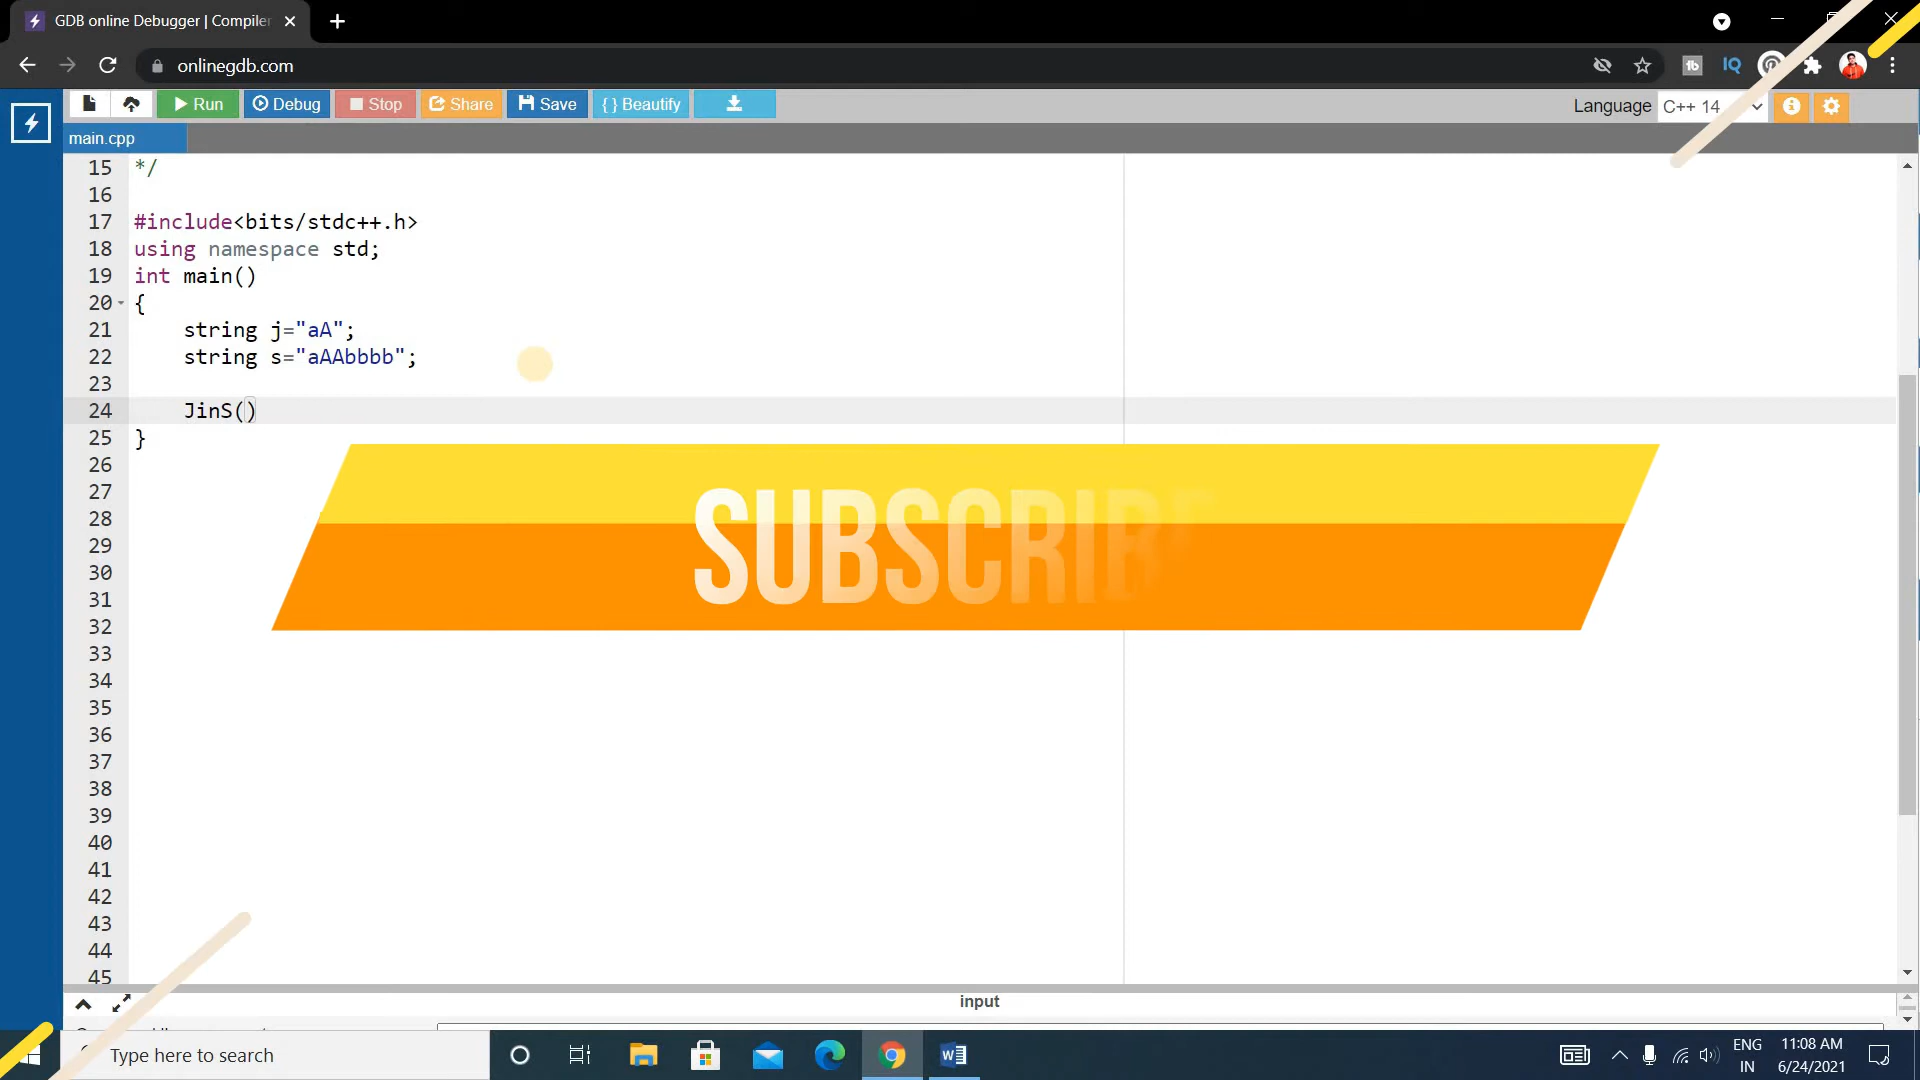 GDB online Debugger | Compiler
onlinegdb.com
IQ
Run
Debug
Stop
Share
Save
{ } Beautify
Language
C++ 14
main.cpp
15 */
16
17 #include<bits/stdc++.h>
18 using namespace std;
19 int main()
20 {
21 string j="aA";
22 string s="aAAbbbb";
23
24 JinS()
25 }
26
27
28
29
30
31
32
SUBSCRIBE
33
34
35
36
37
38
39
40
41
42
43
44
45
input
Type here to search
ENG
IN
11:08 AM
6/24/2021